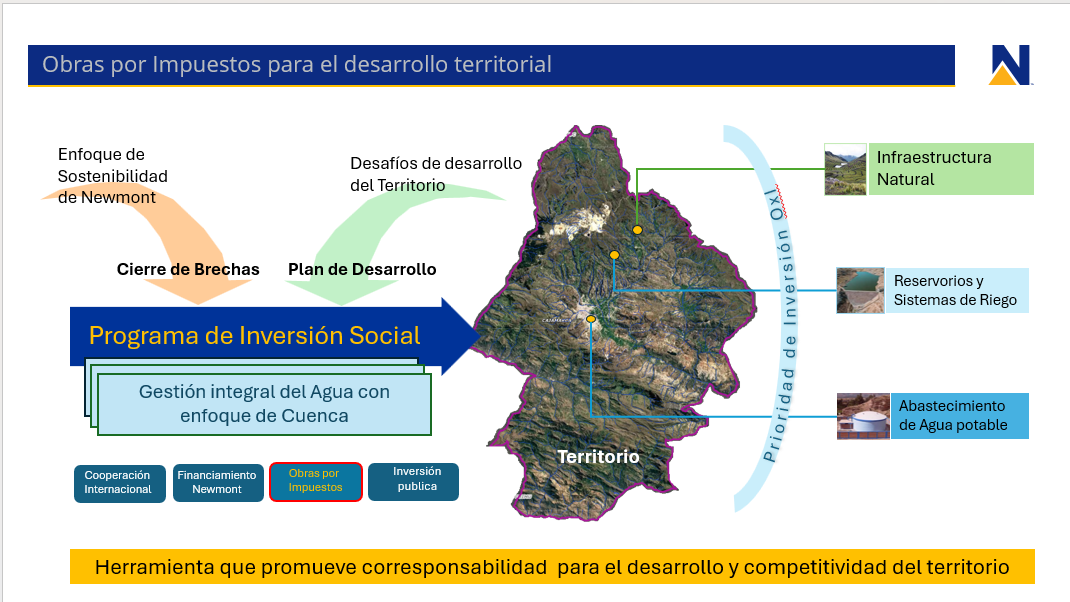 Obras por Impuestos para el desarrollo territorial
N
Enfoque de
Sostenibilidad
de Newmont
Desafíos de desarrollo
del Territorio
Cierre de Brechas
Plan de Desarrollo
Programa de Inversión Social
Gestión integral del Agua con
enfoque de Cuenca
Cooperación
Internacional
Financiamiento
Newmont
Obras por
Impuestos
Inversión
publica
Territorio
Prioridad de Inversión OxI
Infraestructura
Natural
Reservorios y
Sistemas de Riego
Abastecimiento
de Agua potable
Herramienta que promueve corresponsabilidad para el desarrollo y competitividad del territorio